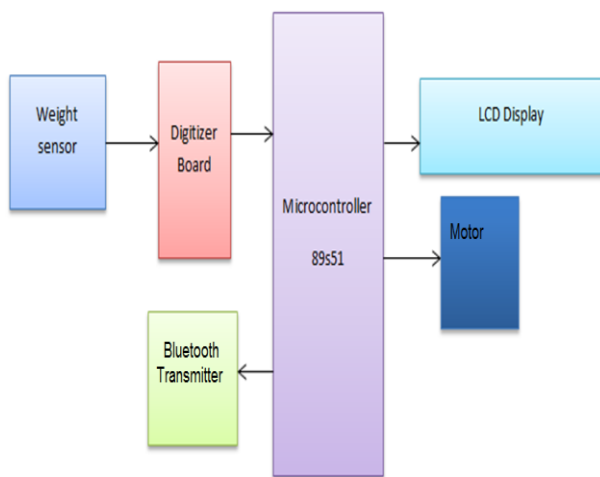 Weight
sensor
Digitizer
Board
Microcontroller
89s51
LCD Display
Motor
Bluetooth
Transmitter